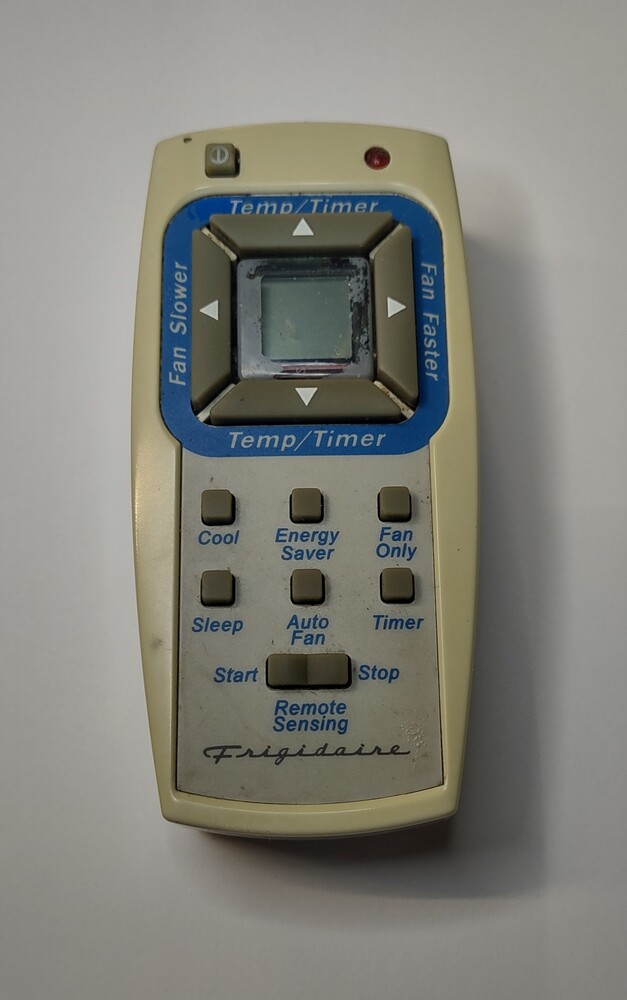 Temp/Timer
Fan Slower
Fan Faster
Temp/Timer
Cool
Energy
Saver
Fan
Only
Sleep
Auto
Fan
Timer
Start
Stop
Remote
Sensing
Frigidaire